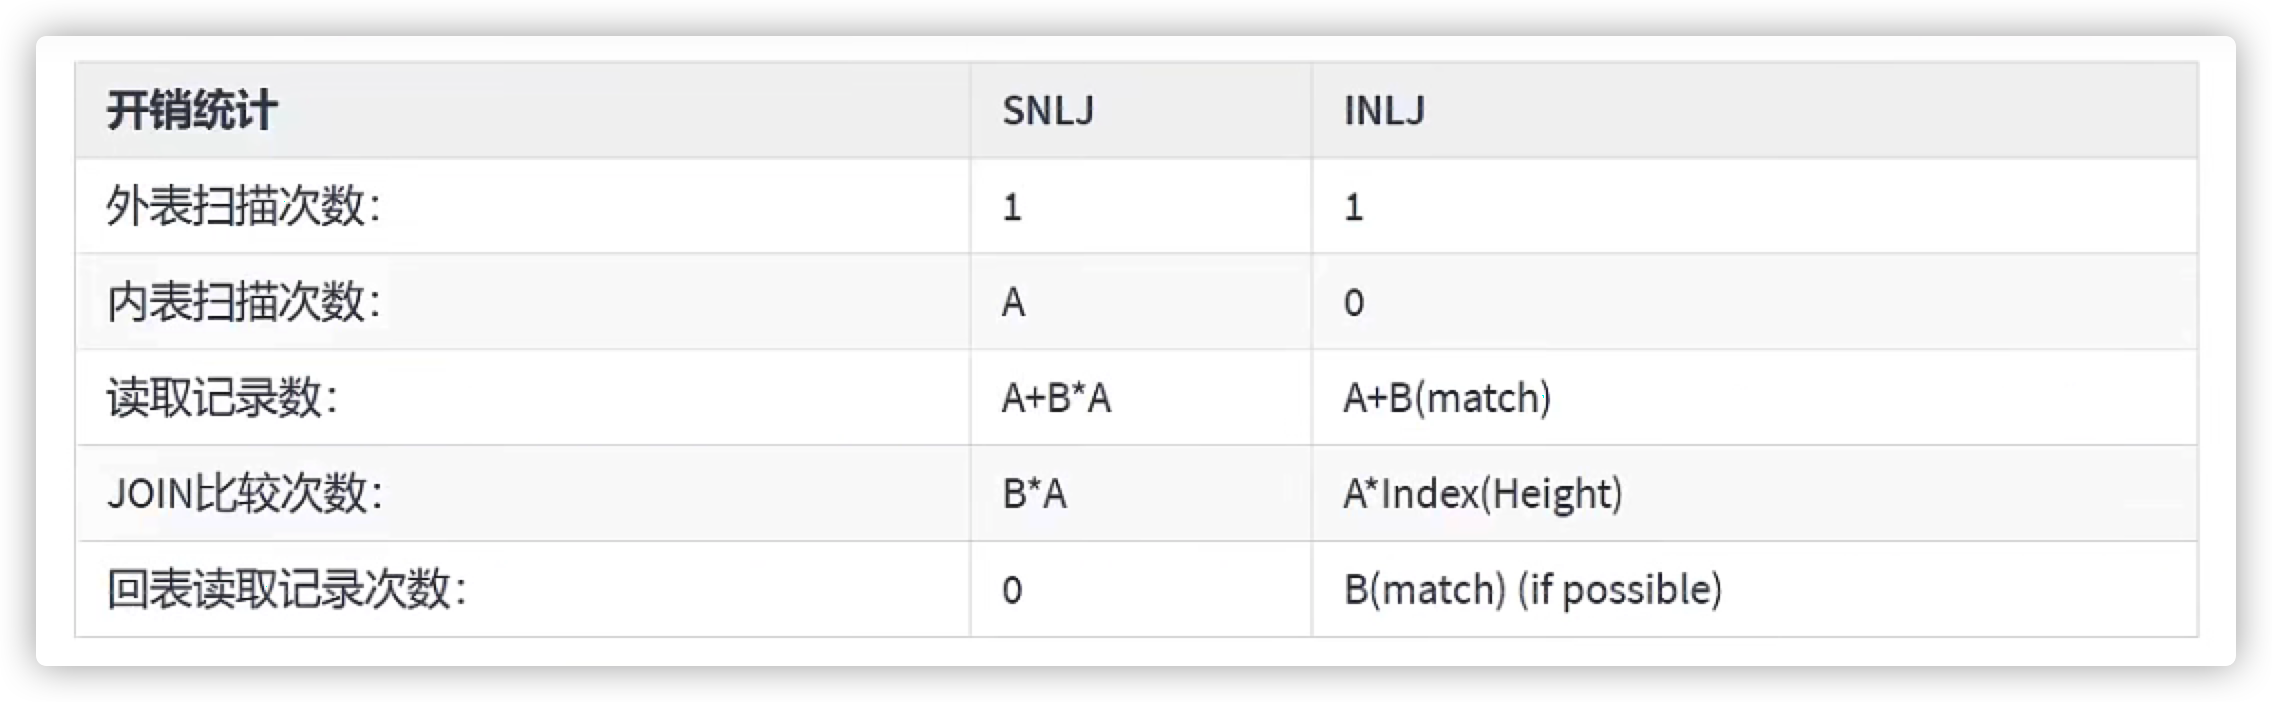 开销统计 SNLJ INLJ
外表扫描次数： 1 1
内表扫描次数： A 0
读取记录数： A+B*A A+B(match)
JOIN比较次数： B*A A*Index(Height)
回表读取记录次数： 0 B(match) (if possible)